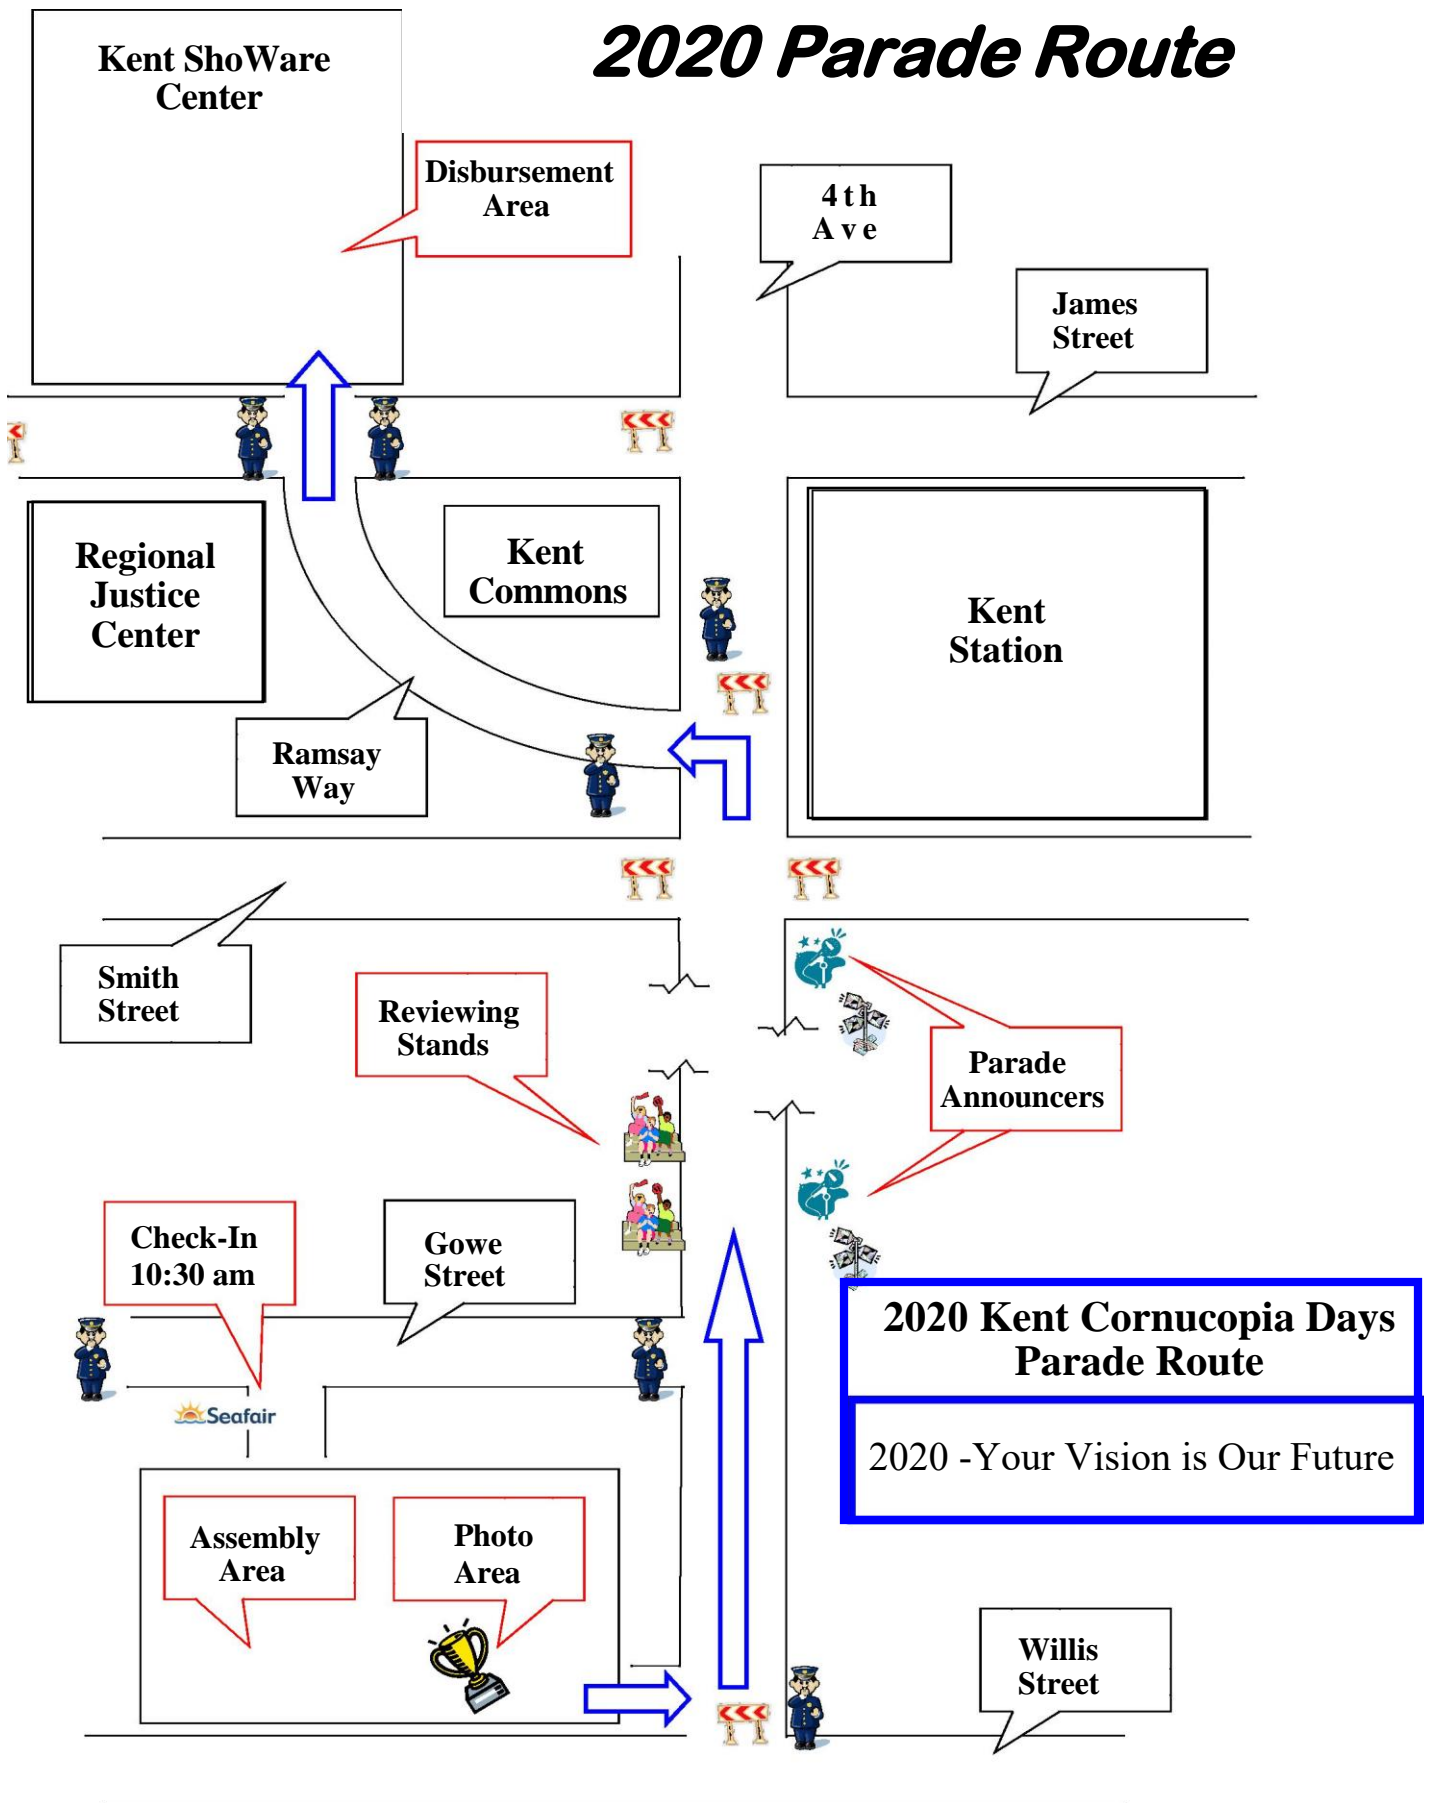 2020 Parade Route
Kent ShoWare
Center
Disbursement
Area
4th
Ave
James
Street
Regional
Justice
Center
Kent
Commons
Kent
Station
Ramsay
Way
Smith
Street
Reviewing
Stands
Parade
Announcers
Check-In
10:30 am
Gowe
Street
Seafair
2020 Kent Cornucopia Days
Parade Route
2020 -Your Vision is Our Future
Assembly
Area
Photo
Area
Willis
Street